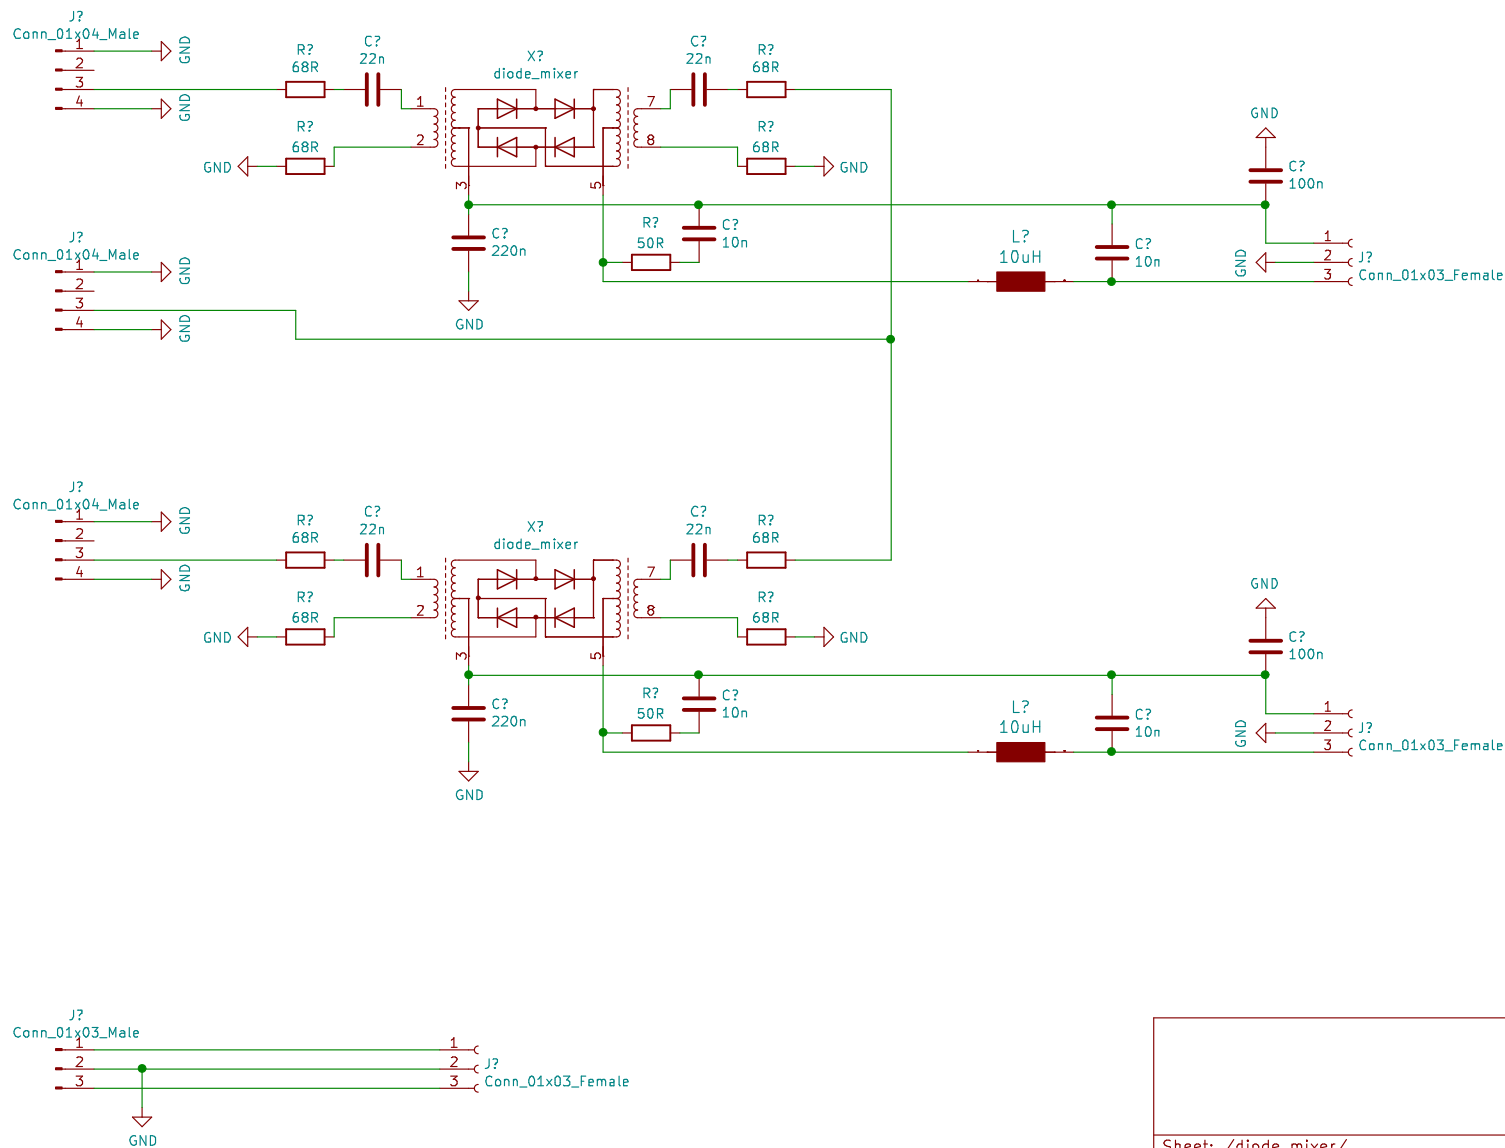 J?
Conn_01x04_Male
1
2
3
4
GND
GND
R?
68R
C?
22n
R?
68R
GND
X?
diode_mixer
1
2
3
5
7
8
C?
22n
R?
68R
R?
68R
GND
C?
220n
GND
R?
50R
C?
10n
L?
10uH
C?
10n
GND
C?
100n
GND
1
2
3
J?
Conn_01x03_Female
J?
Conn_01x04_Male
1
2
3
4
GND
GND
J?
Conn_01x04_Male
1
2
3
4
GND
GND
R?
68R
C?
22n
R?
68R
GND
X?
diode_mixer
1
2
3
5
7
8
C?
22n
R?
68R
R?
68R
GND
C?
220n
GND
R?
50R
C?
10n
L?
10uH
C?
10n
GND
C?
100n
GND
1
2
3
J?
Conn_01x03_Female
J?
Conn_01x03_Male
1
2
3
GND
1
2
3
J?
Conn_01x03_Female
Sheet: /diode_mixer/